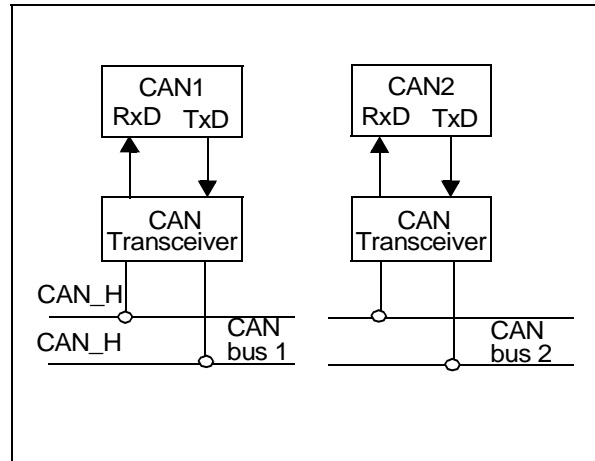 CAN1
RxD TxD
CAN
Transceiver
CAN_H
CAN_H
CAN
bus 1
CAN2
RxD TxD
CAN
Transceiver
CAN
bus 2